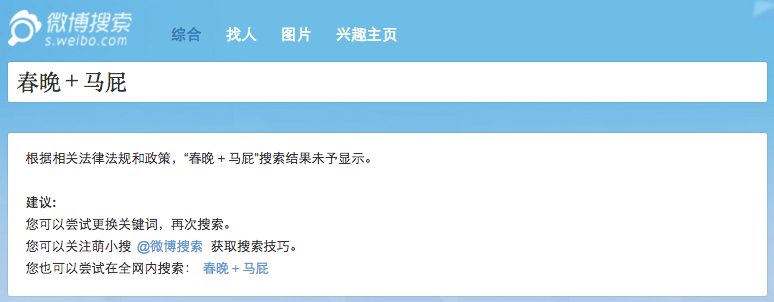 微博搜索
s.weibo.com
综合 找人 图片 兴趣主页
春晚＋马屁
根据相关法律法规和政策，“春晚＋马屁”搜索结果未予显示。
建议:
您可以尝试更换关键词，再次搜索。
您可以关注萌小搜 @微博搜索 获取搜索技巧。
您也可以尝试在全网内搜索： 春晚＋马屁